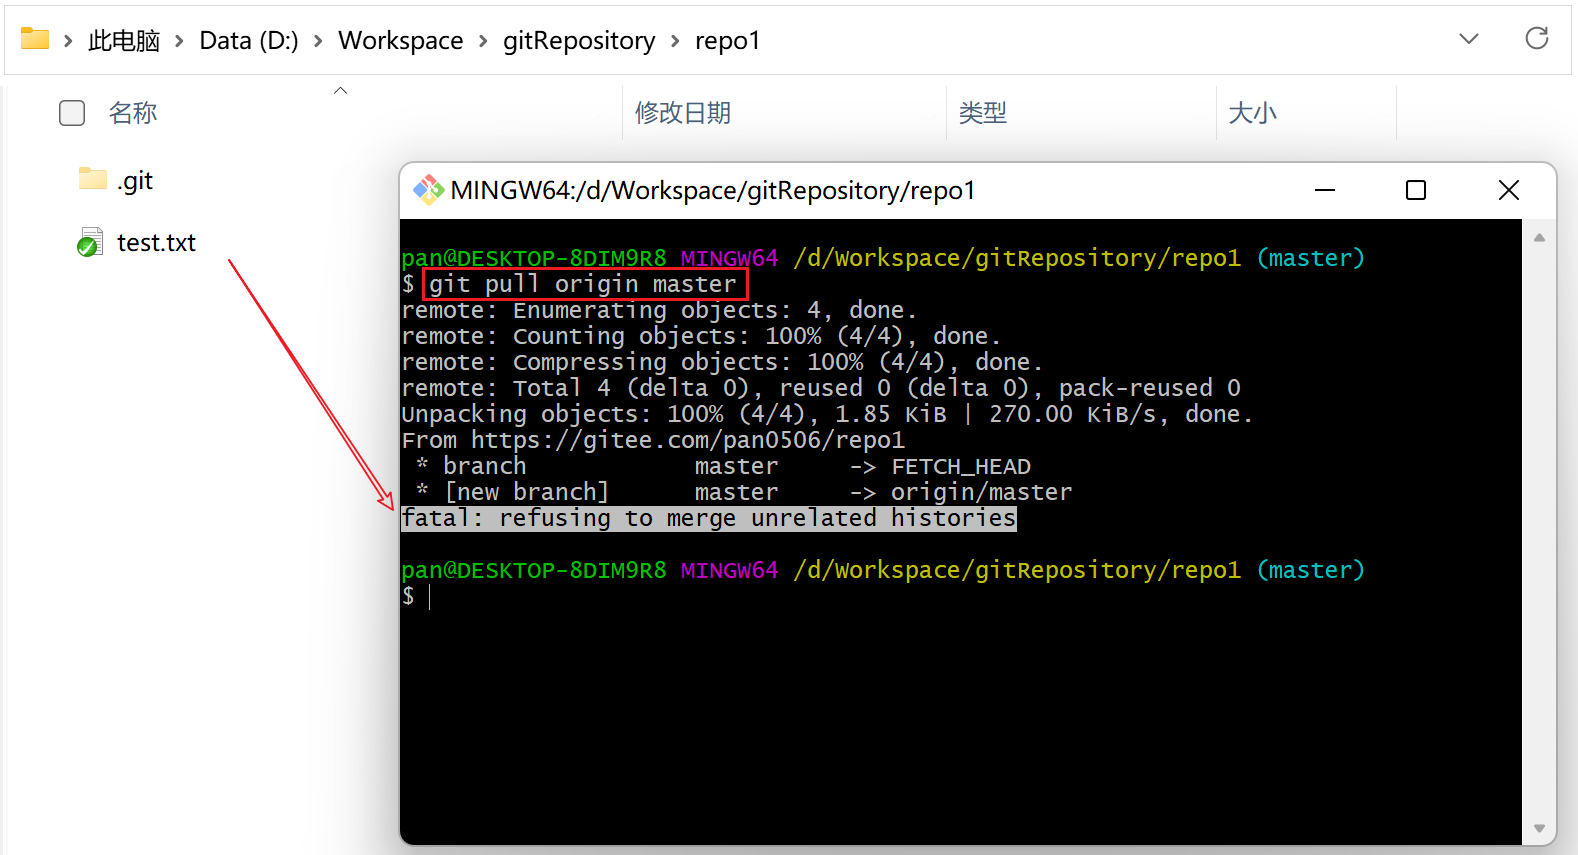 此电脑 > Data (D:) > Workspace > gitRepository > repo1
名称 修改日期 类型 大小
.git
test.txt
MINGW64:/d/Workspace/gitRepository/repo1
pan@DESKTOP-8DIM9R8 MINGW64 /d/Workspace/gitRepository/repo1 (master)
$ git pull origin master
remote: Enumerating objects: 4, done.
remote: Counting objects: 100% (4/4), done.
remote: Compressing objects: 100% (4/4), done.
remote: Total 4 (delta 0), reused 0 (delta 0), pack-reused 0
Unpacking objects: 100% (4/4), 1.85 KiB | 270.00 KiB/s, done.
From https://gitee.com/pan0506/repo1
* branch master -> FETCH_HEAD
* [new branch] master -> origin/master
fatal: refusing to merge unrelated histories
pan@DESKTOP-8DIM9R8 MINGW64 /d/Workspace/gitRepository/repo1 (master)
$